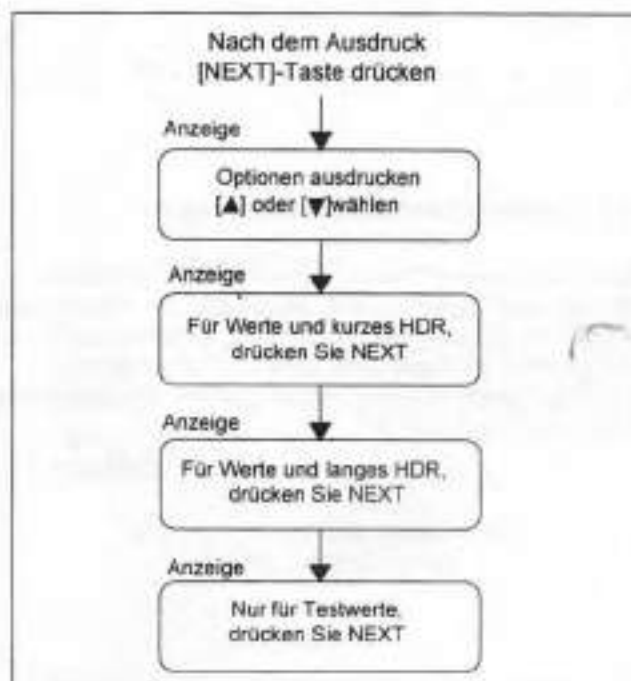 Nach dem Ausdruck
[NEXT]-Taste drücken
Anzeige
Optionen ausdrucken
[▲] oder [▼]wählen
Anzeige
Für Werte und kurzes HDR,
drücken Sie NEXT
Anzeige
Für Werte und langes HDR,
drücken Sie NEXT
Anzeige
Nur für Testwerte,
drücken Sie NEXT